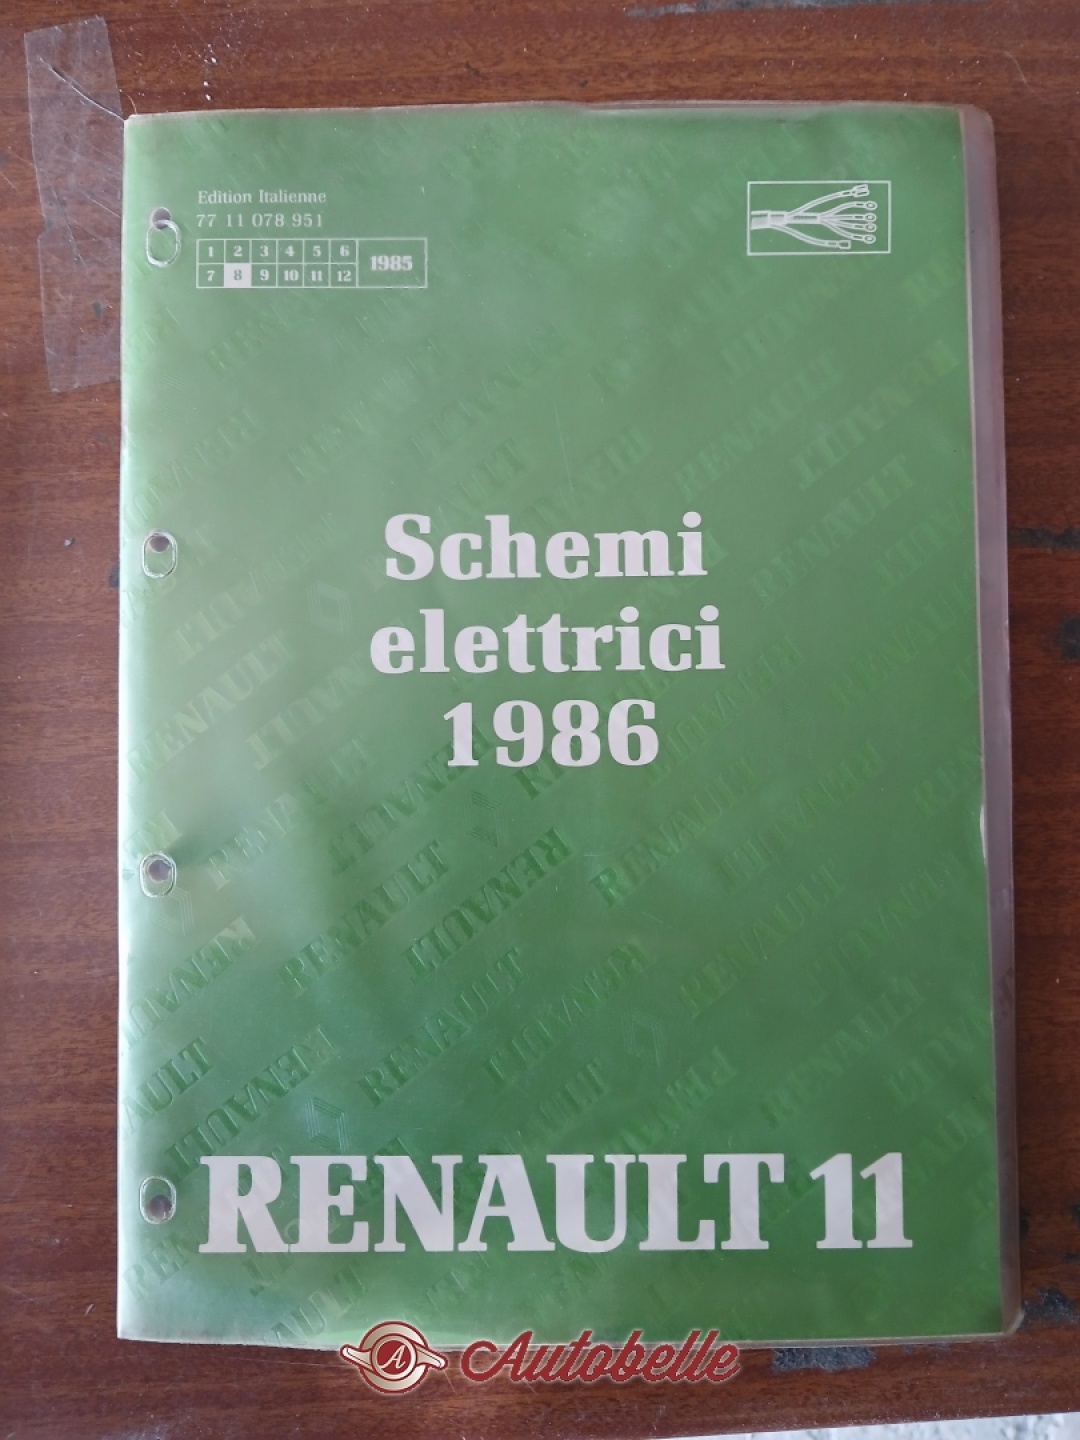 Edition Italienne
77 11 078 951
1 2 3 4 5 6 1985
7 8 9 10 11 12
Schemi
elettrici
1986
RENAULT 11
A Autobelle